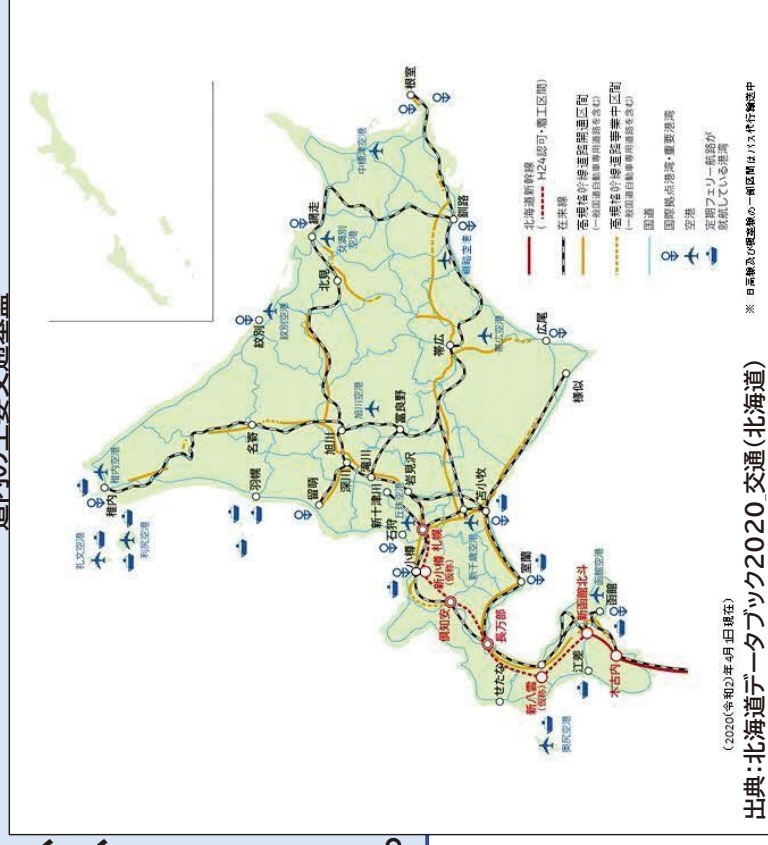 道内の主要交通基盤
礼文空港
利尻空港
稚内
稚内空港
名寄
羽幌
紋別
紋別空港
網走
女満別
空港
中標津空港
根室
北見
留萌
深川
旭川
旭川空港
滝川
富良野
新十津川
岩見沢
石狩
丘珠空港
小樽
札幌
新小樽
(仮称)
倶知安
新千歳空港
苫小牧
帯広
帯広空港
釧路
釧路空港
広尾
様似
室蘭
長万部
せたな
新八雲
(仮称)
奥尻空港
江差
新函館北斗
函館空港
函館
木古内
北海道新幹線
( H24認可・着工区間)
在来線
高規格幹線道路開通区間
(一般国道自動車専用道路を含む)
高規格幹線道路事業中区間
(一般国道自動車専用道路を含む)
国道
国際拠点港湾・重要港湾
空港
定期フェリー航路が
就航している港湾
※ 日高線及び根室線の一部区間はバス代行輸送中
(2020(令和2)年4月1日現在)
出典:北海道データブック2020_交通(北海道)